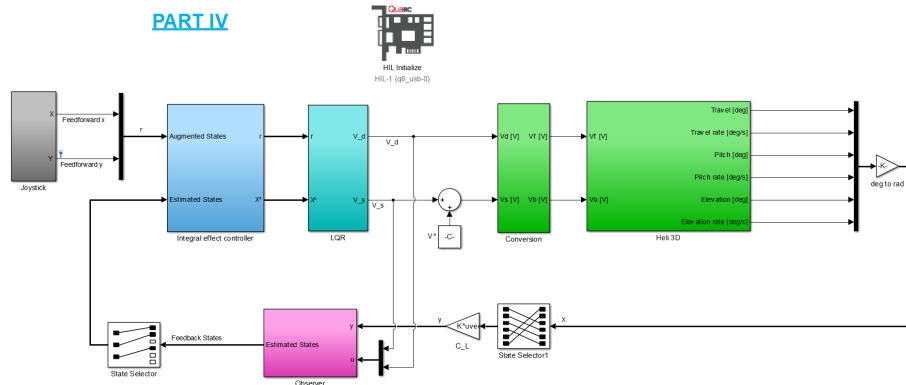 PART IV
QUARC
HIL Initialize
HIL-1 (q8_usb-0)
X
Feedforward x
Y
Feedforward y
Joystick
r
Augmented States
r
Estimated States
X*
Integral effect controller
r
V_d
X*
V_s
LQR
V_d
V_s
+
+
V*
-C-
Vd [V]
Vf [V]
Vs [V]
Vb [V]
Conversion
Vf [V]
Vb [V]
Travel [deg]
Travel rate [deg/s]
Pitch [deg]
Pitch rate [deg/s]
Elevation [deg]
Elevation rate [deg/s]
Heli 3D
-K-
deg to rad
State Selector
Feedback States
Estimated States
y
u
Observer
y
K*uve
C_L
State Selector1
X